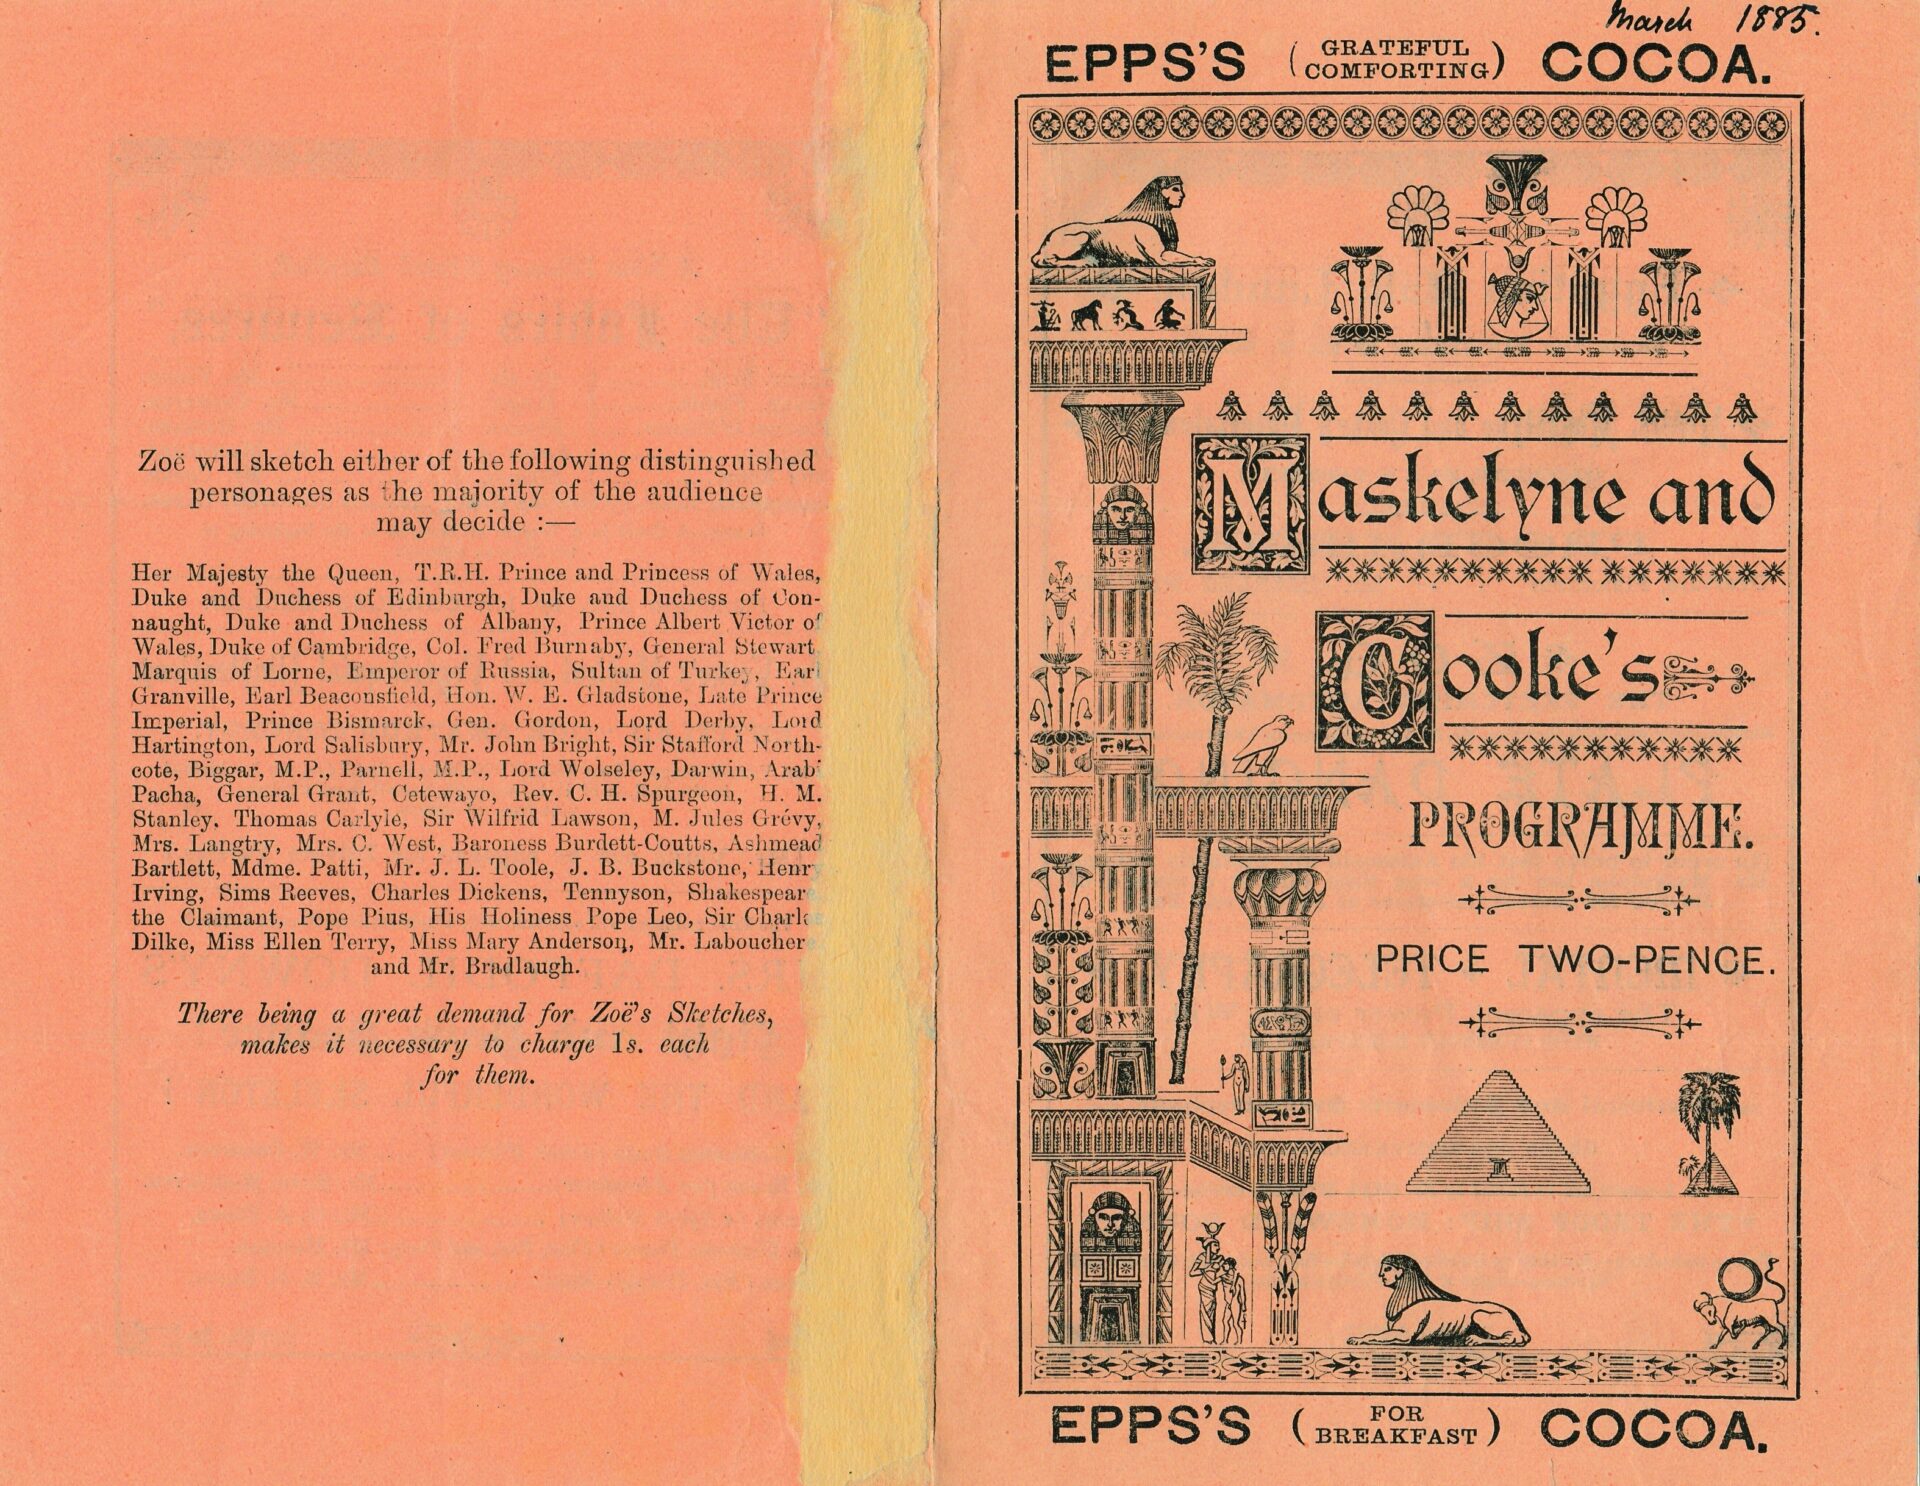 Zoë will sketch either of the following distinguished
personages as the majority of the audience
may decide :—
Her Majesty the Queen, T.R.H. Prince and Princess of Wales,
Duke and Duchess of Edinburgh, Duke and Duchess of Con-
naught, Duke and Duchess of Albany, Prince Albert Victor of
Wales, Duke of Cambridge, Col. Fred Burnaby, General Stewart
Marquis of Lorne, Emperor of Russia, Sultan of Turkey, Earl
Granville, Earl Beaconsfield, Hon. W. E. Gladstone, Late Prince
Imperial, Prince Bismarck, Gen. Gordon, Lord Derby, Lord
Hartington, Lord Salisbury, Mr. John Bright, Sir Stafford North-
cote, Biggar, M.P., Parnell, M.P., Lord Wolseley, Darwin, Arabi
Pacha, General Grant, Cetewayo, Rev. C. H. Spurgeon, H. M.
Stanley, Thomas Carlyle, Sir Wilfrid Lawson, M. Jules Grévy,
Mrs. Langtry, Mrs. C. West, Baroness Burdett-Coutts, Ashmead
Bartlett, Mdme. Patti, Mr. J. L. Toole, J. B. Buckstone, Henry
Irving, Sims Reeves, Charles Dickens, Tennyson, Shakespeare
the Claimant, Pope Pius, His Holiness Pope Leo, Sir Charles
Dilke, Miss Ellen Terry, Miss Mary Anderson, Mr. Laboucher
and Mr. Bradlaugh.
There being a great demand for Zoë's Sketches,
makes it necessary to charge 1s. each
for them.
March 1885.
EPPS'S (GRATEFUL COMFORTING) COCOA.
Maskelyne and
Cooke's
PROGRAMME.
PRICE TWO-PENCE.
EPPS'S (FOR BREAKFAST) COCOA.